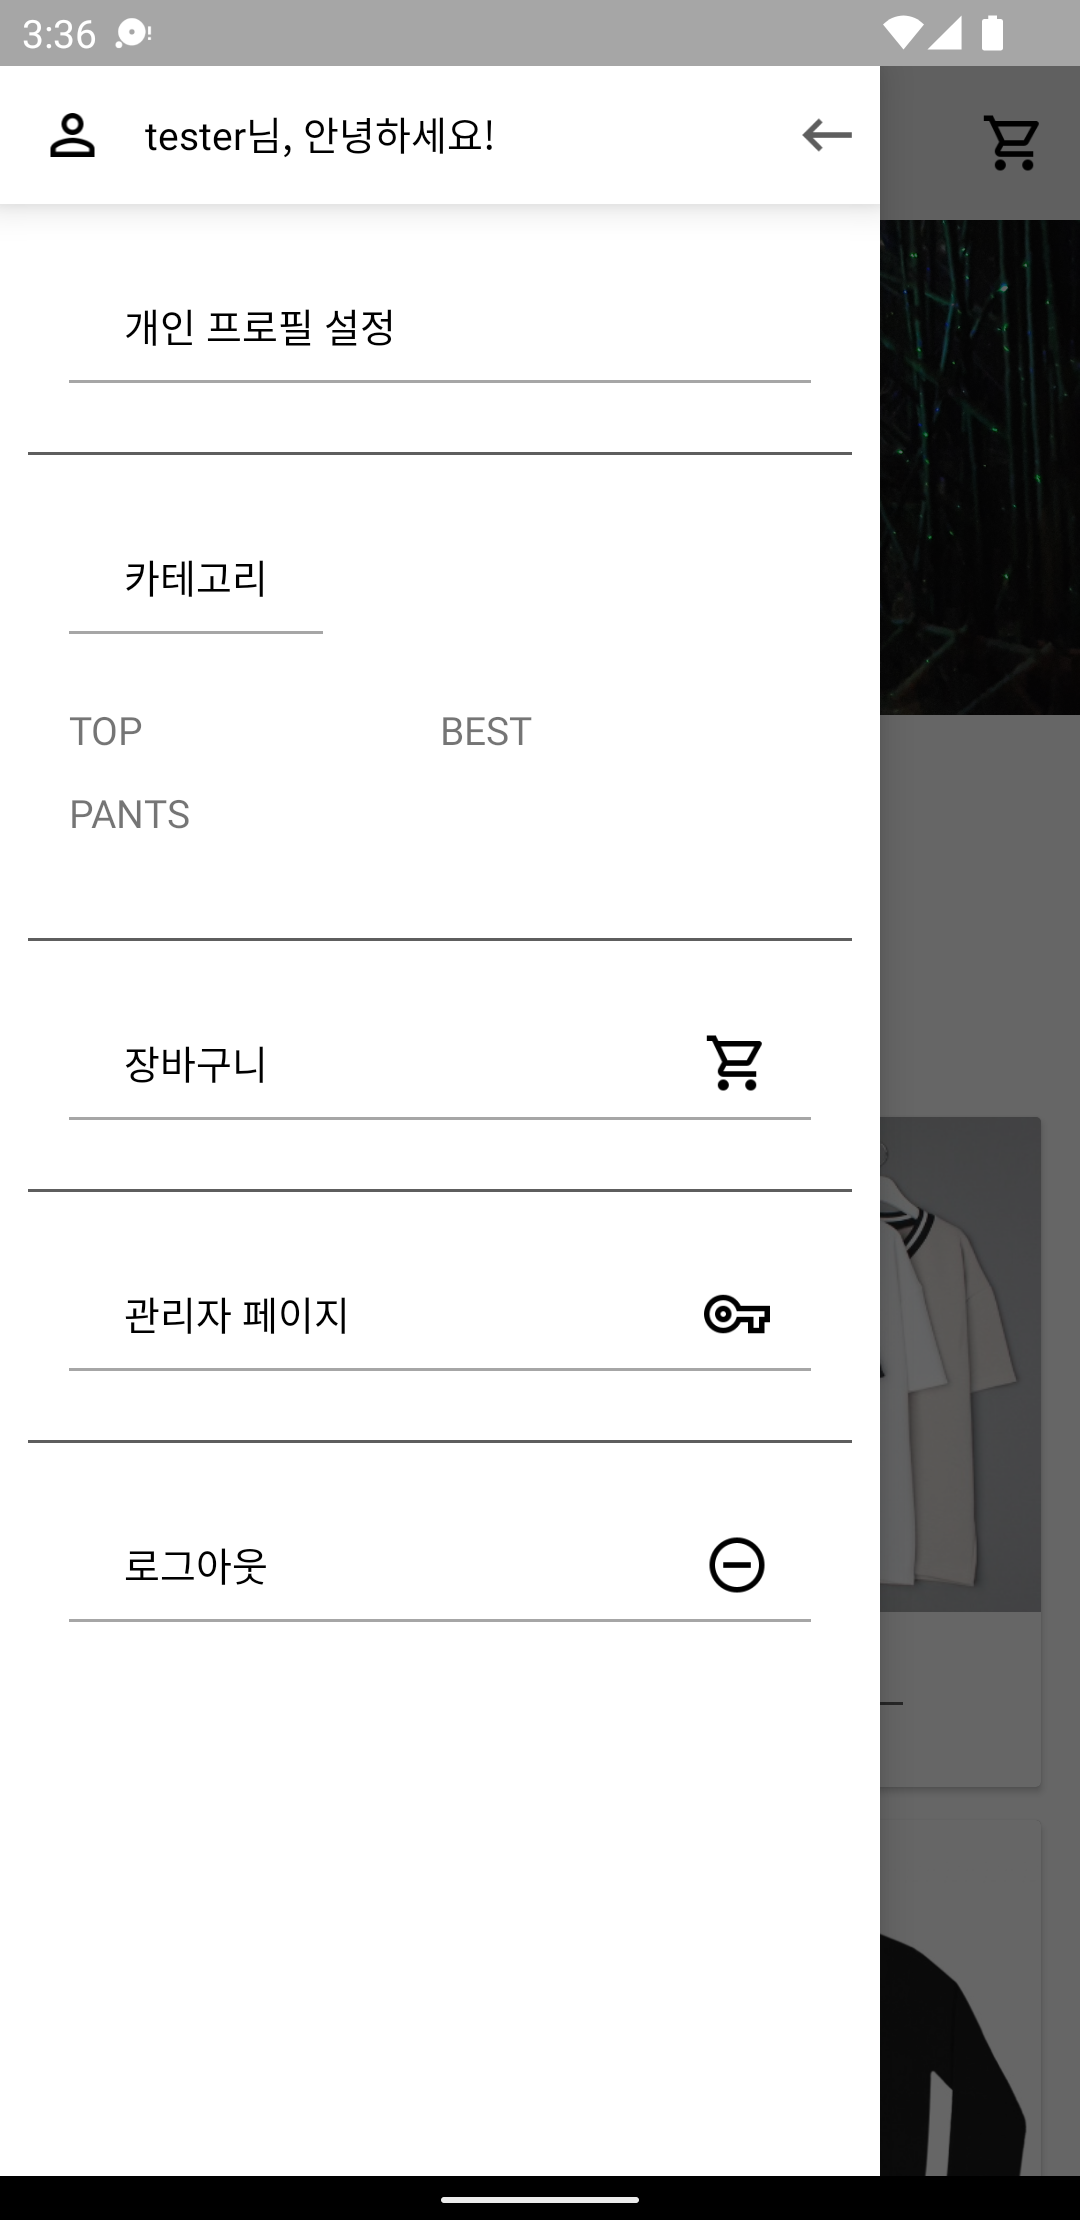 3:36
tester님, 안녕하세요!
개인 프로필 설정
카테고리
TOP BEST
PANTS
장바구니
관리자 페이지
로그아웃